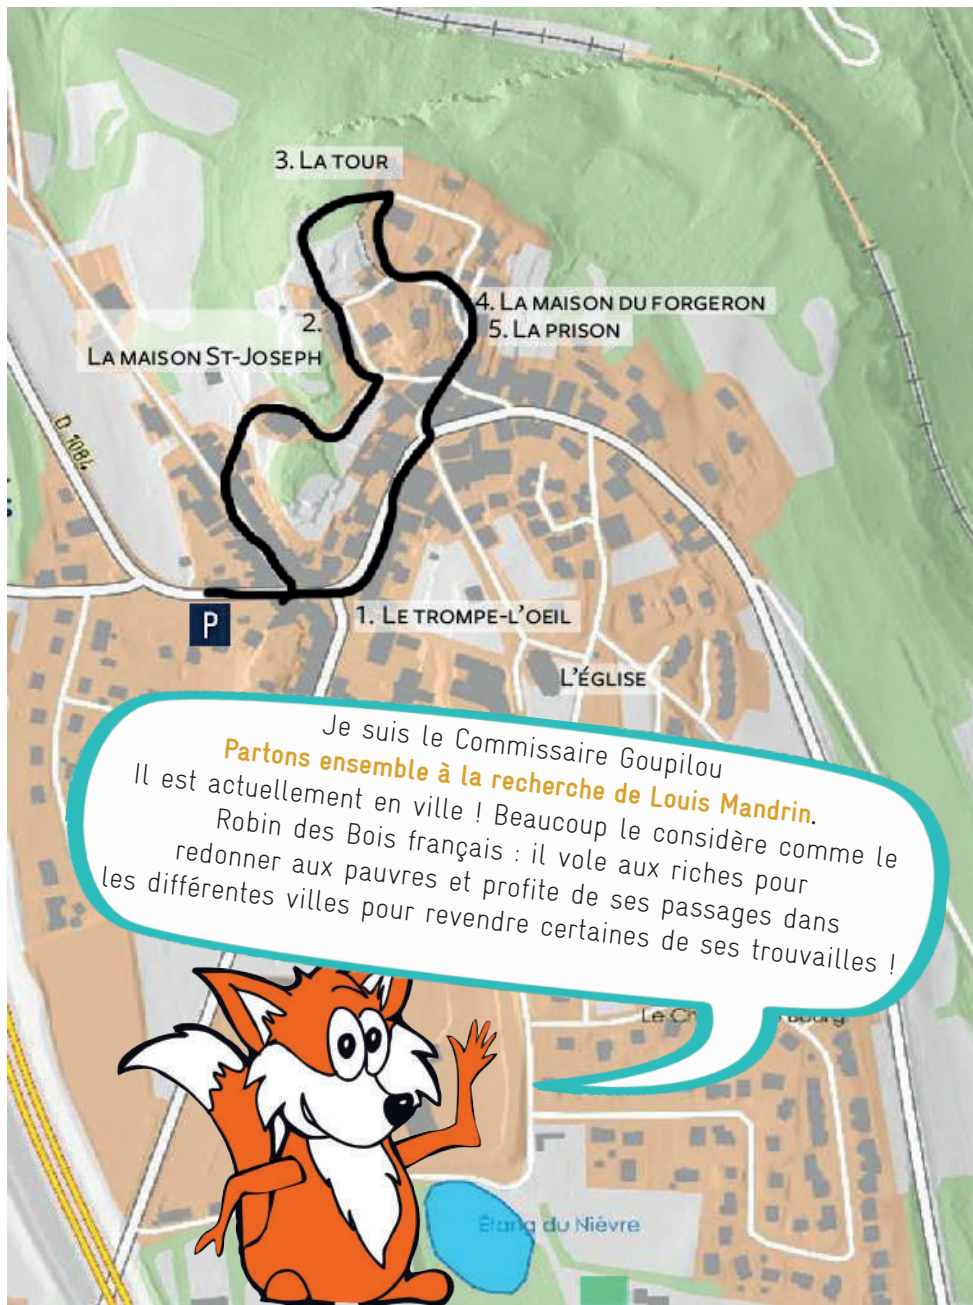 3. LA TOUR
4. LA MAISON DU FORGERON
5. LA PRISON
2.
LA MAISON ST-JOSEPH
D 1084
P
1. LE TROMPE-L'OEIL
L'ÉGLISE
Je suis le Commissaire Goupilou
Partons ensemble à la recherche de Louis Mandrin.
Il est actuellement en ville ! Beaucoup le considère comme le
Robin des Bois français : il vole aux riches pour
redonner aux pauvres et profite de ses passages dans
les différentes villes pour revendre certaines de ses trouvailles !
Le
Étang du Nièvre